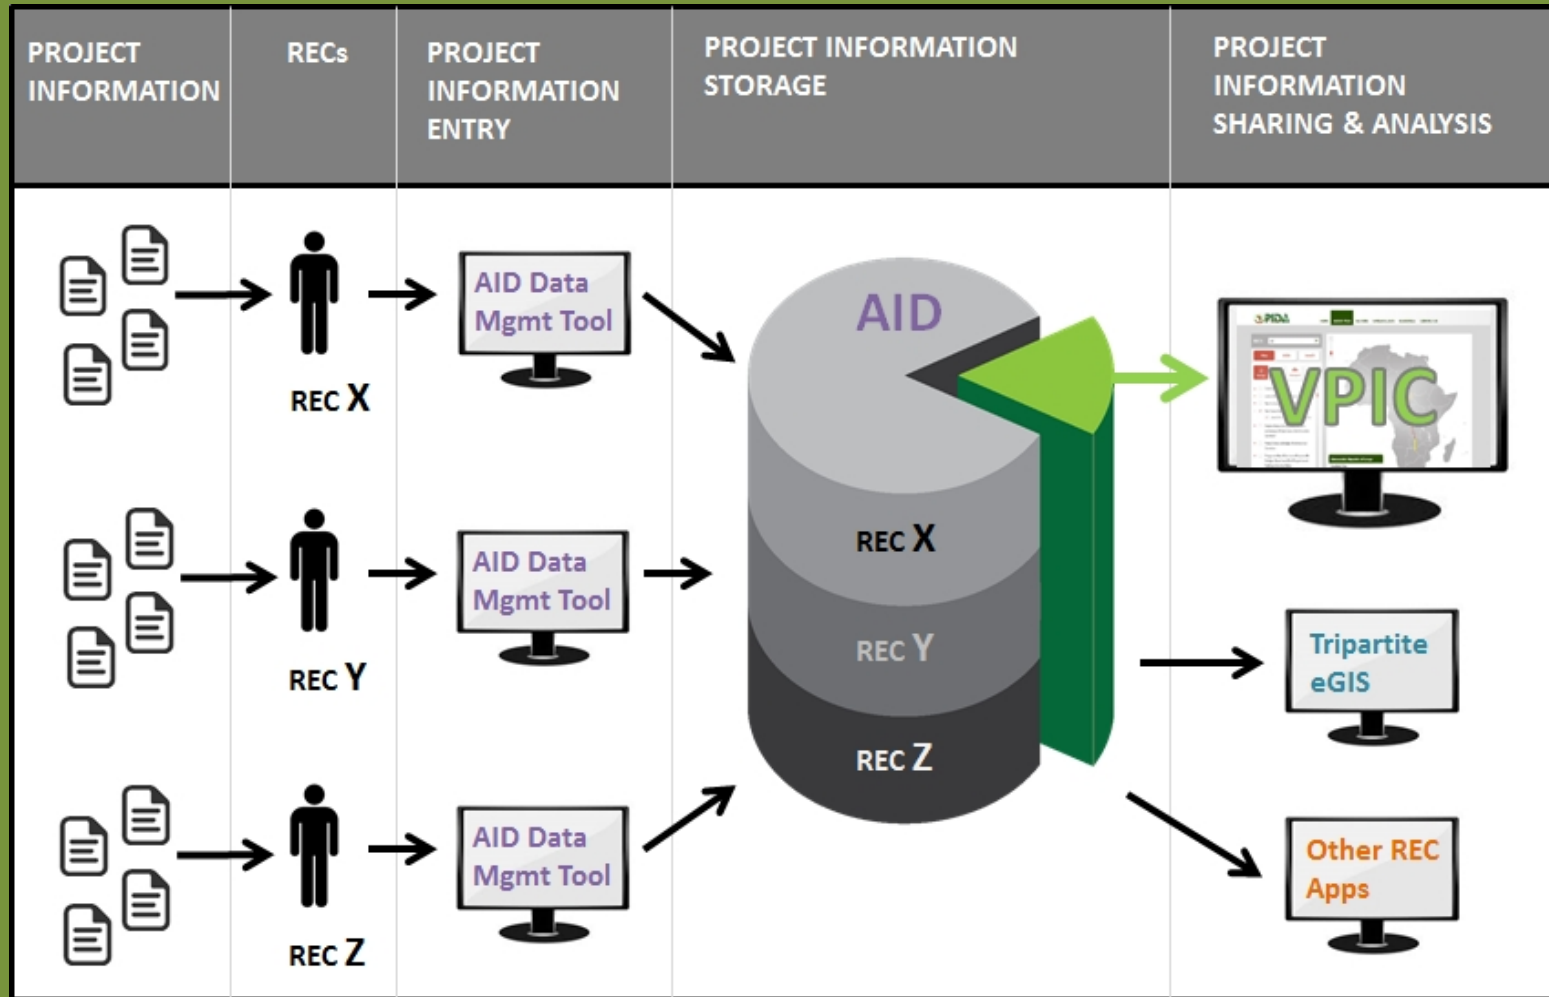 PROJECT
INFORMATION
RECs
PROJECT
INFORMATION
ENTRY
PROJECT INFORMATION
STORAGE
PROJECT
INFORMATION
SHARING & ANALYSIS
AID Data
Mgmt Tool
REC X
AID Data
Mgmt Tool
REC Y
AID Data
Mgmt Tool
REC Z
AID
REC X
REC Y
REC Z
PIDA
VPIC
Tripartite
eGIS
Other REC
Apps